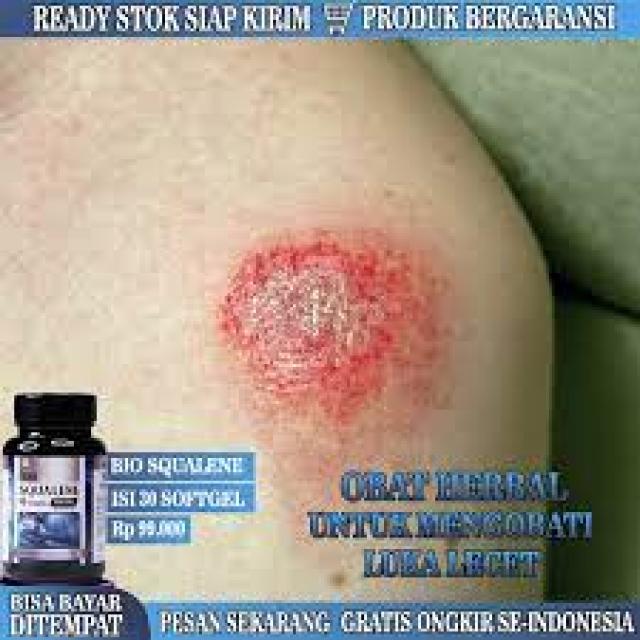 READY STOK SIAP KIRIM PRODUK BERGARANSI
SQUALENE
BIO SQUALENE
ISI 30 SOFTGEL
Rp 99.000
OBAT HERBAL
UNTUK MENGOBATI
LUKA LECET
BISA BAYAR
DITEMPAT
PESAN SEKARANG GRATIS ONGKIR SE-INDONESIA